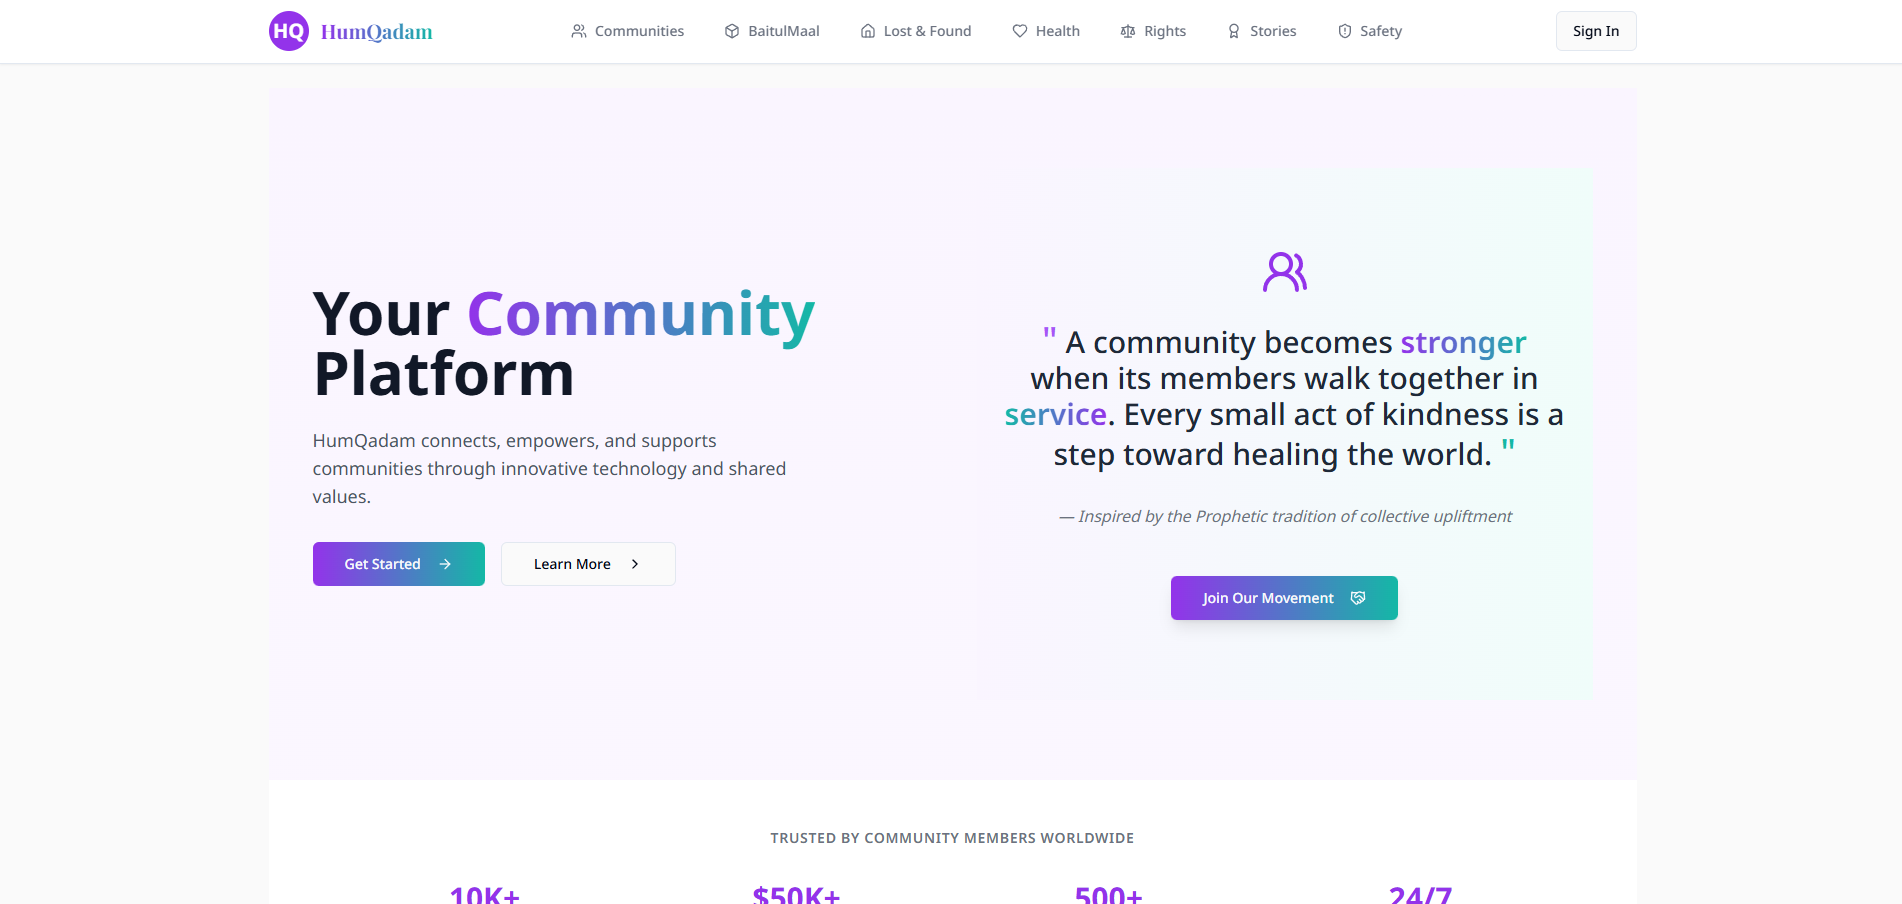 HQ HumQadam
Communities
BaitulMaal
Lost & Found
Health
Rights
Stories
Safety
Sign In
Your Community
Platform
HumQadam connects, empowers, and supports
communities through innovative technology and shared
values.
Get Started
Learn More
" A community becomes stronger
when its members walk together in
service. Every small act of kindness is a
step toward healing the world. "
— Inspired by the Prophetic tradition of collective upliftment
Join Our Movement
TRUSTED BY COMMUNITY MEMBERS WORLDWIDE
10K+
$50K+
500+
24/7